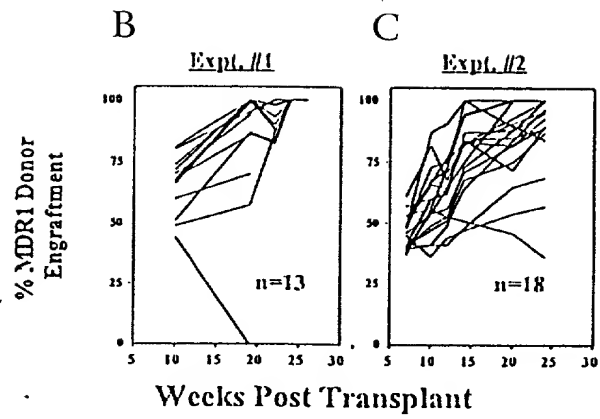 B
C
Expt. #1
Expt. #2
% MDR1 Donor
Engraftment
100
75
50
25
0
n=13
5 10 15 20 25 30
100
75
50
25
0
n=18
5 10 15 20 25 30
Weeks Post Transplant